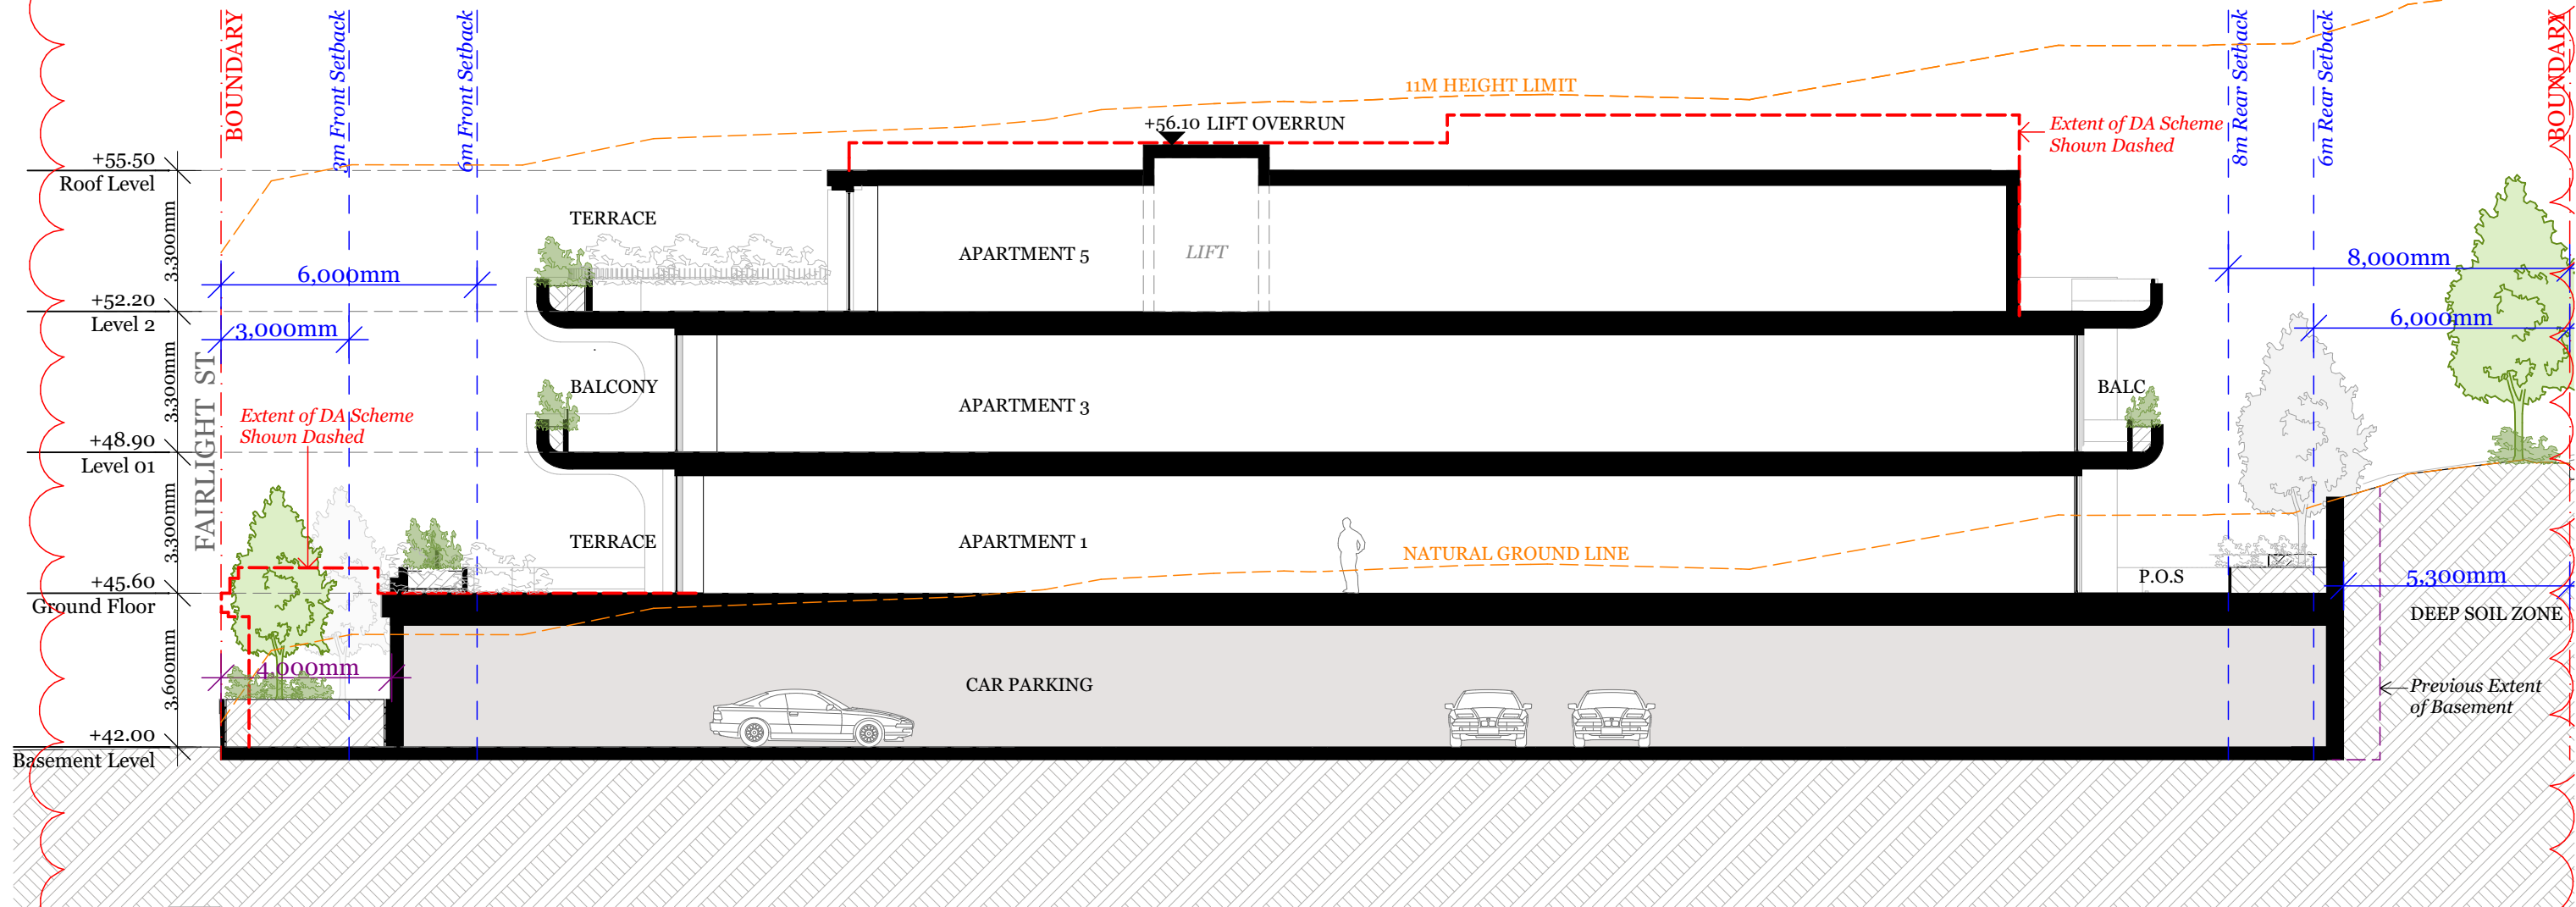 BOUNDARY
3m Front Setback
6m Front Setback
11M HEIGHT LIMIT
+56.10 LIFT OVERRUN
Extent of DA Scheme
Shown Dashed
8m Rear Setback
6m Rear Setback
BOUNDARY
+55.50
Roof Level
3,300mm
TERRACE
APARTMENT 5
LIFT
6,000mm
8,000mm
+52.20
Level 2
3,000mm
6,000mm
3,300mm
FAIRLIGHT ST
BALCONY
APARTMENT 3
BALC
Extent of DA Scheme
Shown Dashed
+48.90
Level 01
3,300mm
TERRACE
APARTMENT 1
NATURAL GROUND LINE
P.O.S
5,300mm
+45.60
Ground Floor
DEEP SOIL ZONE
3,600mm
4,000mm
CAR PARKING
Previous Extent
of Basement
+42.00
Basement Level